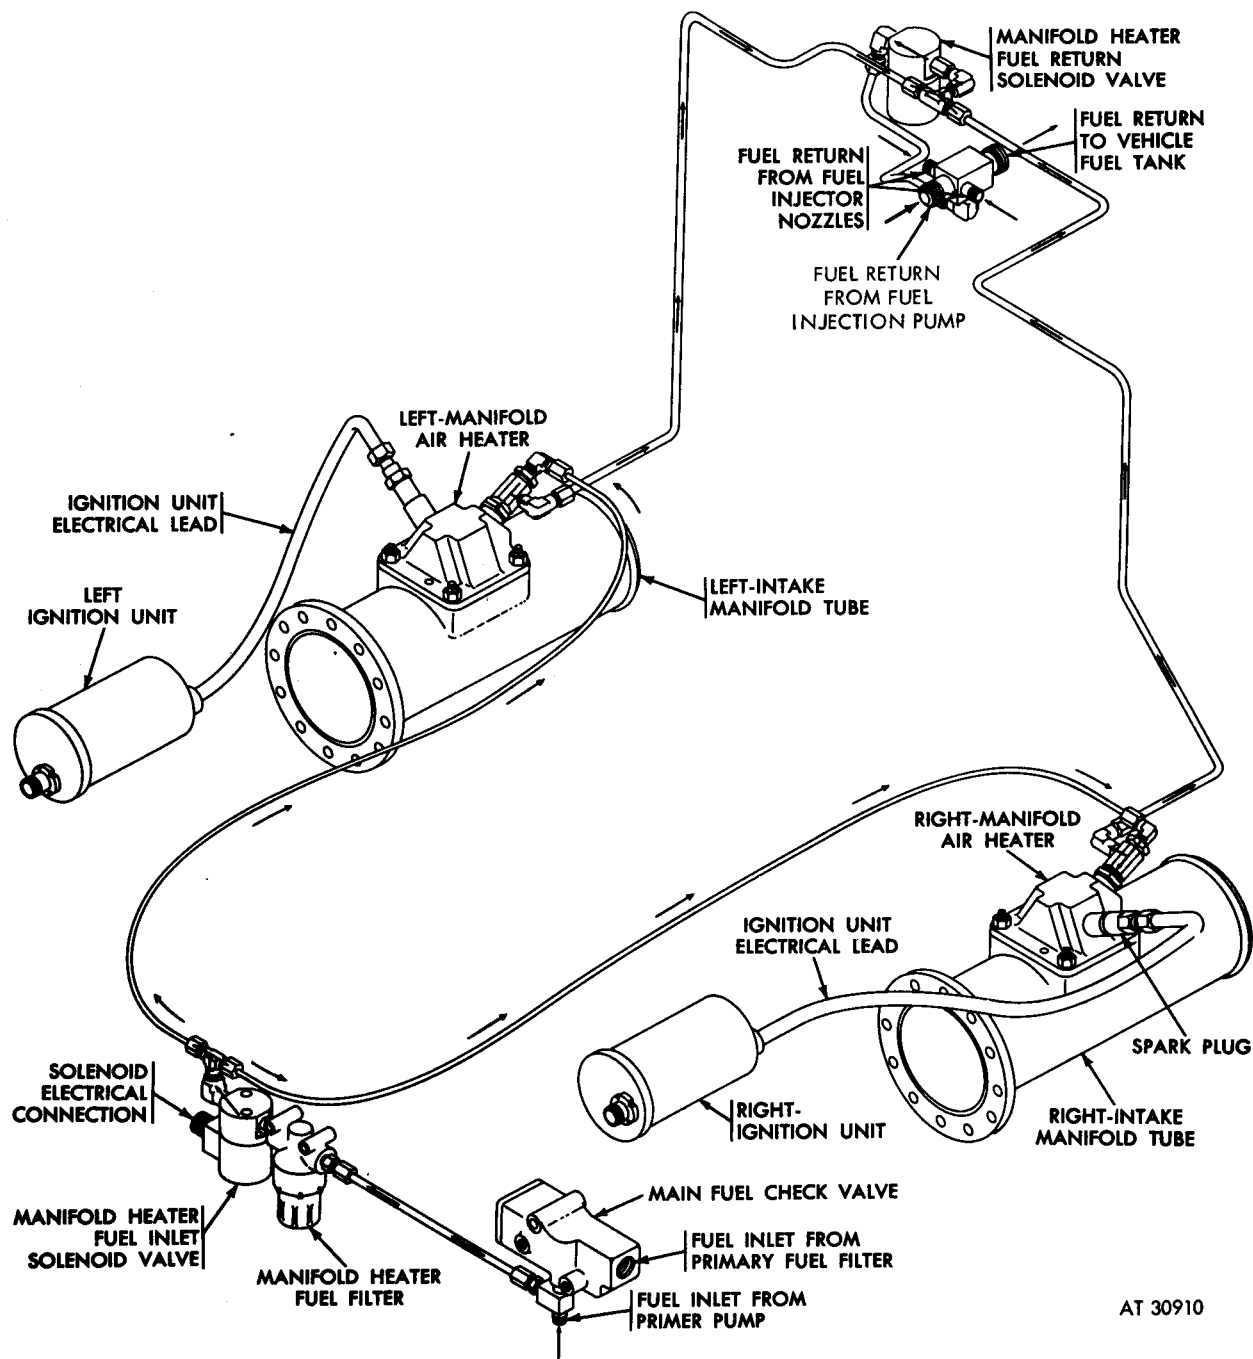 MANIFOLD HEATER
FUEL RETURN
SOLENOID VALVE
FUEL RETURN
TO VEHICLE
FUEL TANK
FUEL RETURN
FROM FUEL
INJECTOR
NOZZLES
FUEL RETURN
FROM FUEL
INJECTION PUMP
LEFT-MANIFOLD
AIR HEATER
IGNITION UNIT
ELECTRICAL LEAD
LEFT
IGNITION UNIT
LEFT-INTAKE
MANIFOLD TUBE
RIGHT-MANIFOLD
AIR HEATER
IGNITION UNIT
ELECTRICAL LEAD
SPARK PLUG
SOLENOID
ELECTRICAL
CONNECTION
RIGHT-
IGNITION UNIT
RIGHT-INTAKE
MANIFOLD TUBE
MAIN FUEL CHECK VALVE
MANIFOLD HEATER
FUEL INLET
SOLENOID VALVE
FUEL INLET FROM
PRIMARY FUEL FILTER
MANIFOLD HEATER
FUEL FILTER
FUEL INLET FROM
PRIMER PUMP
AT 30910